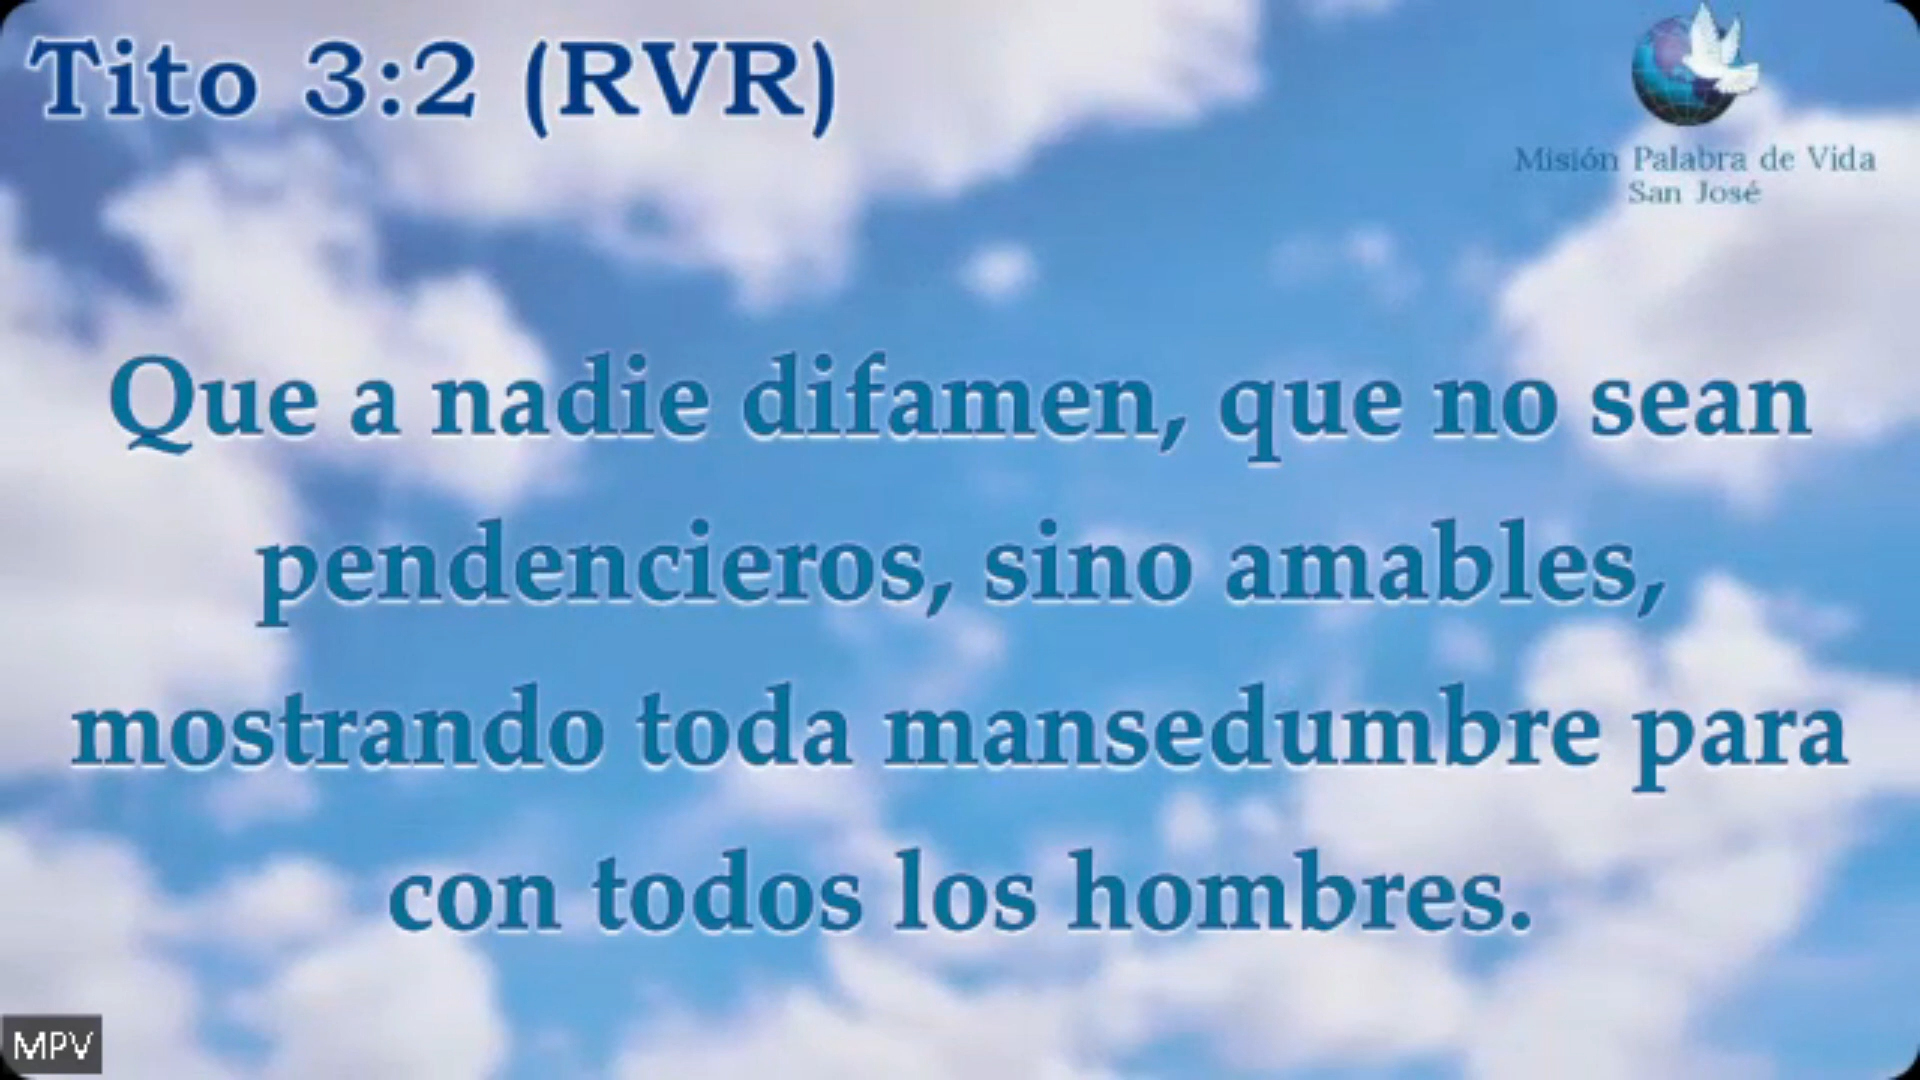 Tito 3:2 (RVR)
Misión Palabra de Vida
San José
Que a nadie difamen, que no sean
pendencieros, sino amables,
mostrando toda mansedumbre para
con todos los hombres.
MPV